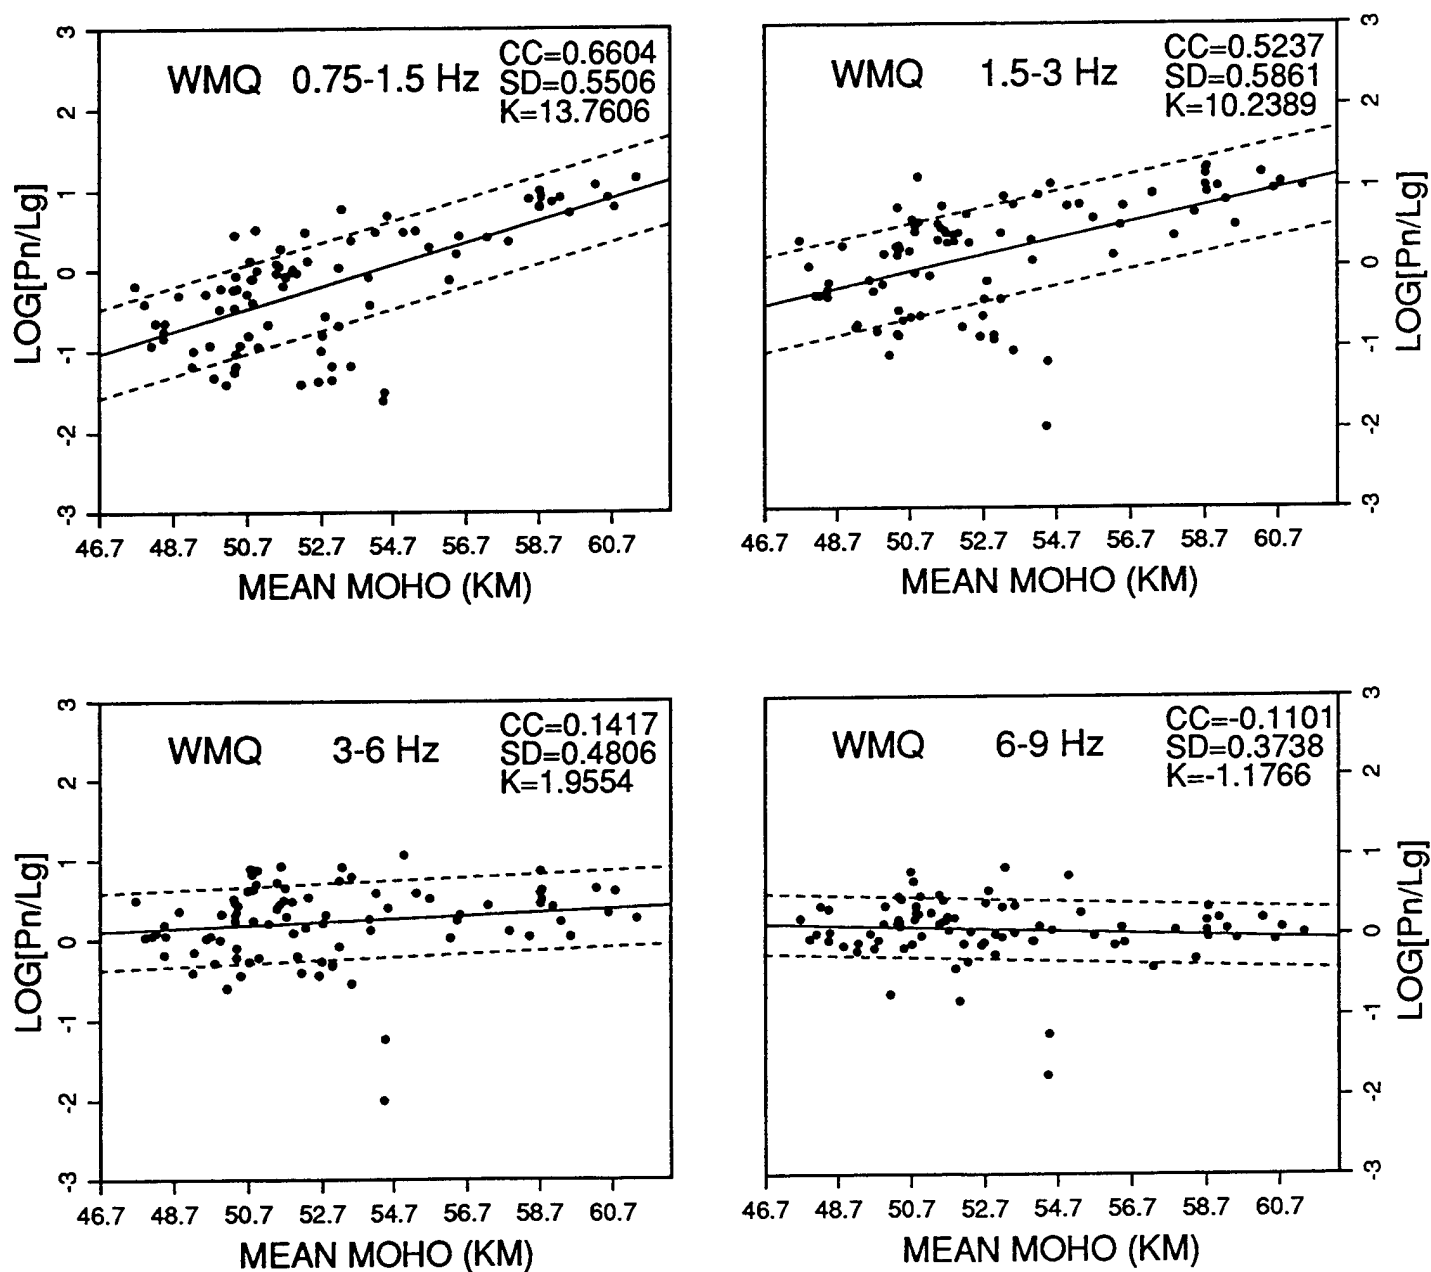 WMQ 0.75-1.5 Hz
CC=0.6604
SD=0.5506
K=13.7606
LOG[Pn/Lg]
3
2
1
0
-1
-2
-3
46.7 48.7 50.7 52.7 54.7 56.7 58.7 60.7
MEAN MOHO (KM)
WMQ 1.5-3 Hz
CC=0.5237
SD=0.5861
K=10.2389
3
2
1
0
-1
-2
-3
LOG[Pn/Lg]
46.7 48.7 50.7 52.7 54.7 56.7 58.7 60.7
MEAN MOHO (KM)
WMQ 3-6 Hz
CC=0.1417
SD=0.4806
K=1.9554
LOG[Pn/Lg]
3
2
1
0
-1
-2
-3
46.7 48.7 50.7 52.7 54.7 56.7 58.7 60.7
MEAN MOHO (KM)
WMQ 6-9 Hz
CC=-0.1101
SD=0.3738
K=-1.1766
3
2
1
0
-1
-2
-3
LOG[Pn/Lg]
46.7 48.7 50.7 52.7 54.7 56.7 58.7 60.7
MEAN MOHO (KM)